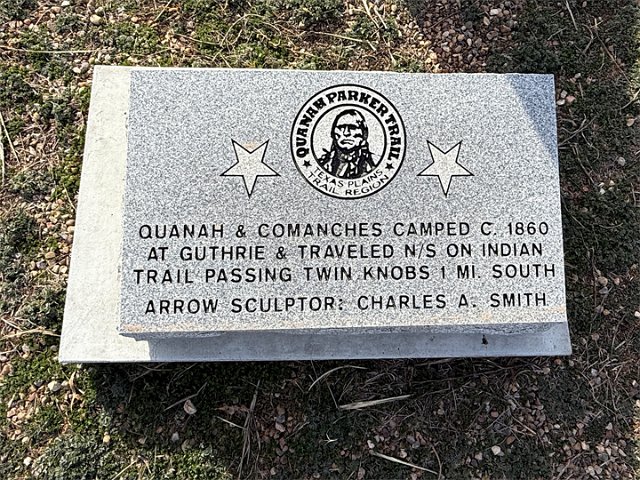 QUANAH PARKER TRAIL
TEXAS PLAINS
TRAIL REGION
QUANAH & COMANCHES CAMPED C. 1860
AT GUTHRIE & TRAVELED N/S ON INDIAN
TRAIL PASSING TWIN KNOBS 1 MI. SOUTH
ARROW SCULPTOR: CHARLES A. SMITH